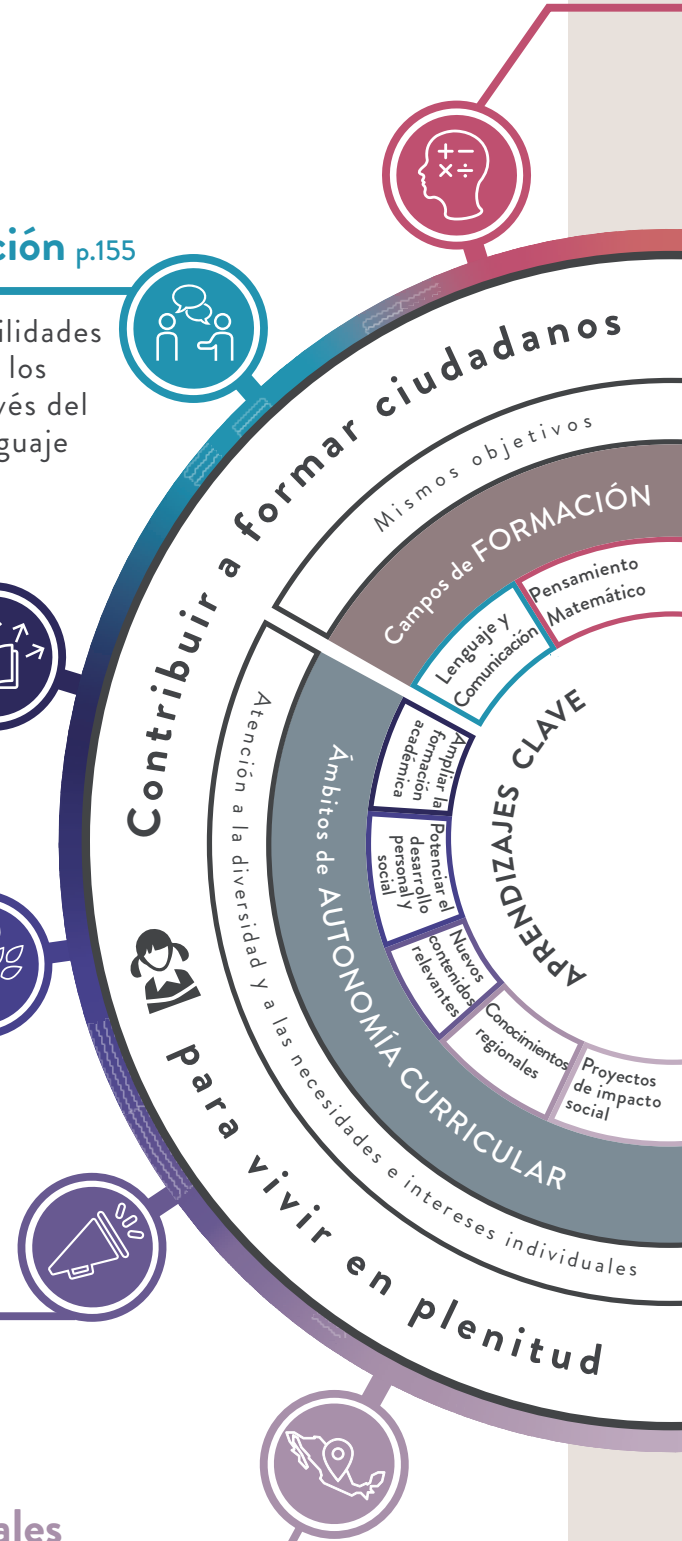 ción p.155
ilidades
los
vés del
guaje
Contribuir a formar ciudadanos
Mismos objetivos
Campos de FORMACIÓN
Pensamiento
Matemático
Lenguaje y
Comunicación
APRENDIZAJES CLAVE
Ampliar la
formación
académica
Potenciar el
desarrollo
personal y
social
Nuevos
contenidos
relevantes
Conocimientos
regionales
Proyectos
de impacto
social
Ámbitos de AUTONOMÍA CURRICULAR
Atención a la diversidad y a las necesidades e intereses individuales
para vivir en plenitud
ales